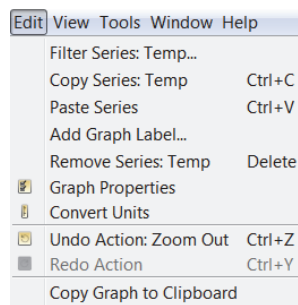 Edit View Tools Window Help
Filter Series: Temp...
Copy Series: Temp Ctrl+C
Paste Series Ctrl+V
Add Graph Label...
Remove Series: Temp Delete
Graph Properties
Convert Units
Undo Action: Zoom Out Ctrl+Z
Redo Action Ctrl+Y
Copy Graph to Clipboard